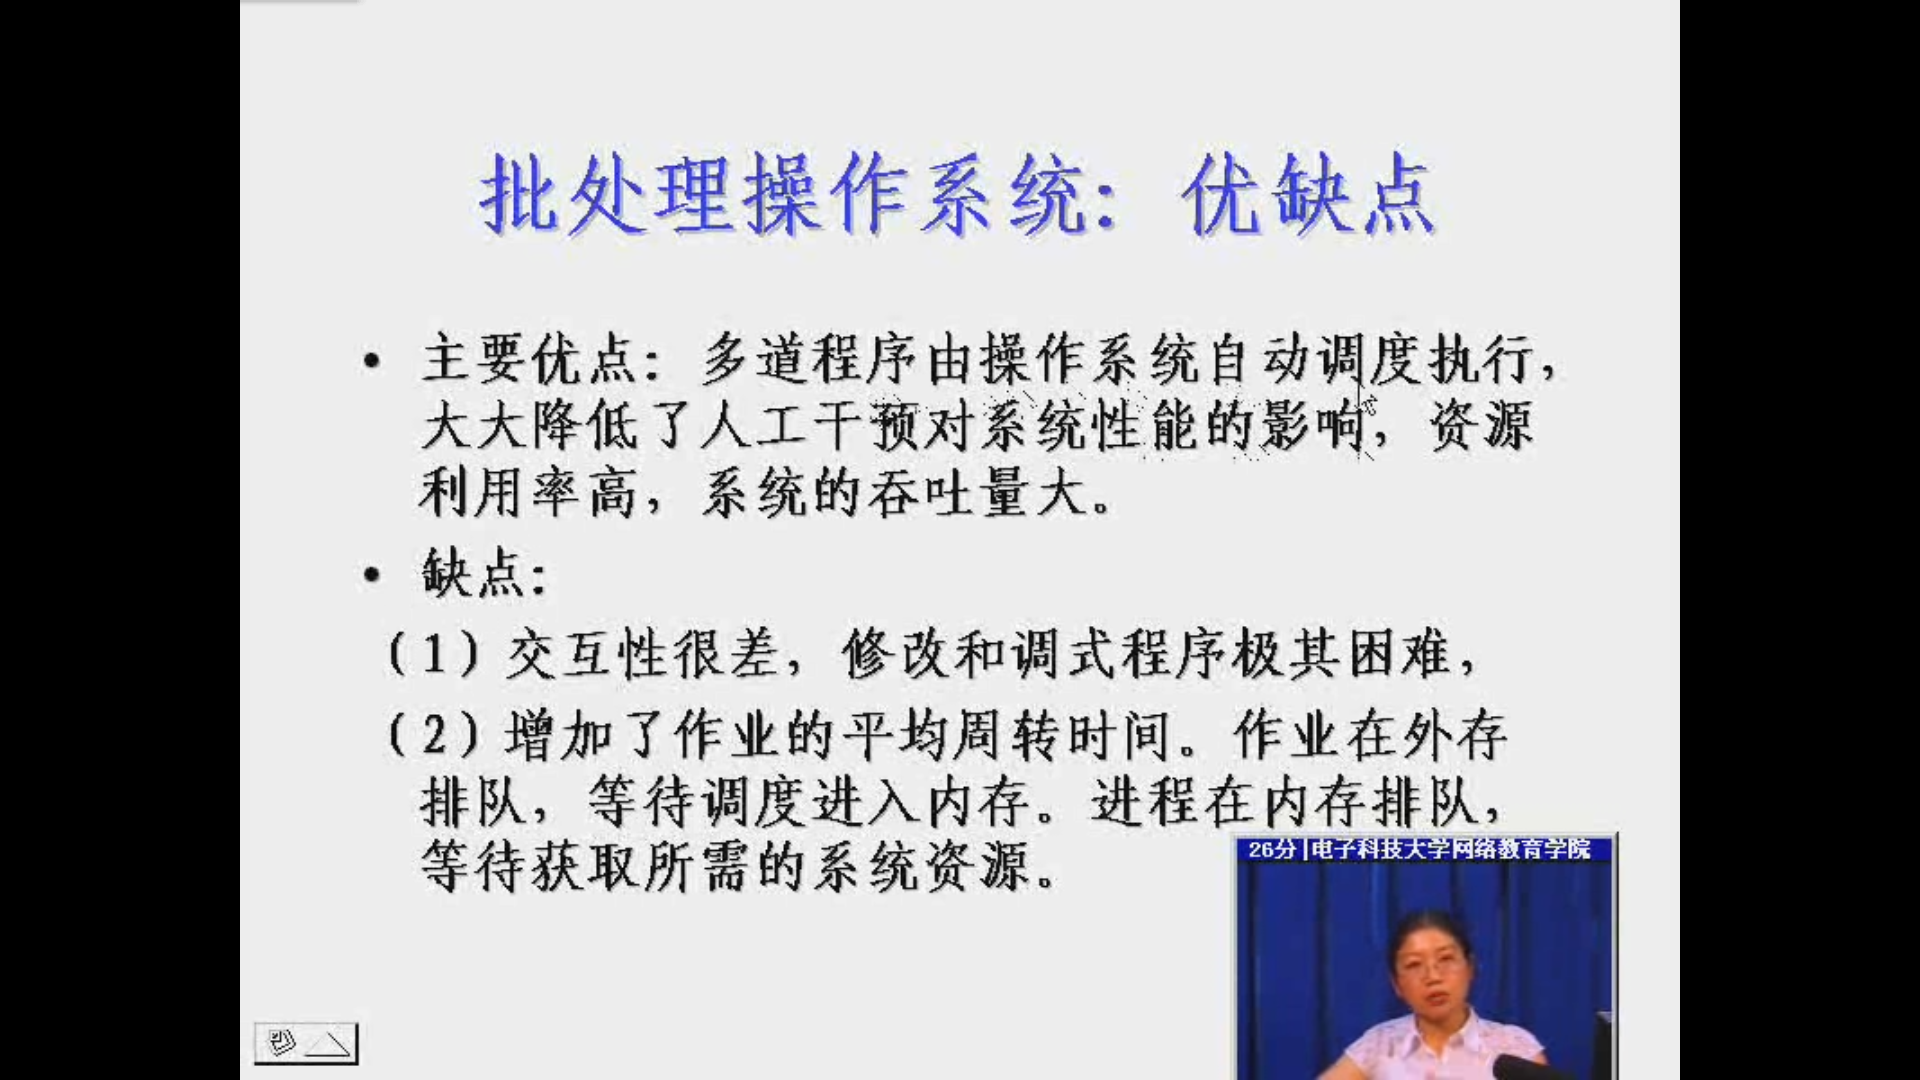 批处理操作系统：优缺点
• 主要优点：多道程序由操作系统自动调度执行，
大大降低了人工干预对系统性能的影响，资源
利用率高，系统的吞吐量大。
• 缺点：
（1）交互性很差，修改和调式程序极其困难，
（2）增加了作业的平均周转时间。作业在外存
排队，等待调度进入内存。进程在内存排队，
等待获取所需的系统资源。
26分|电子科技大学网络教育学院